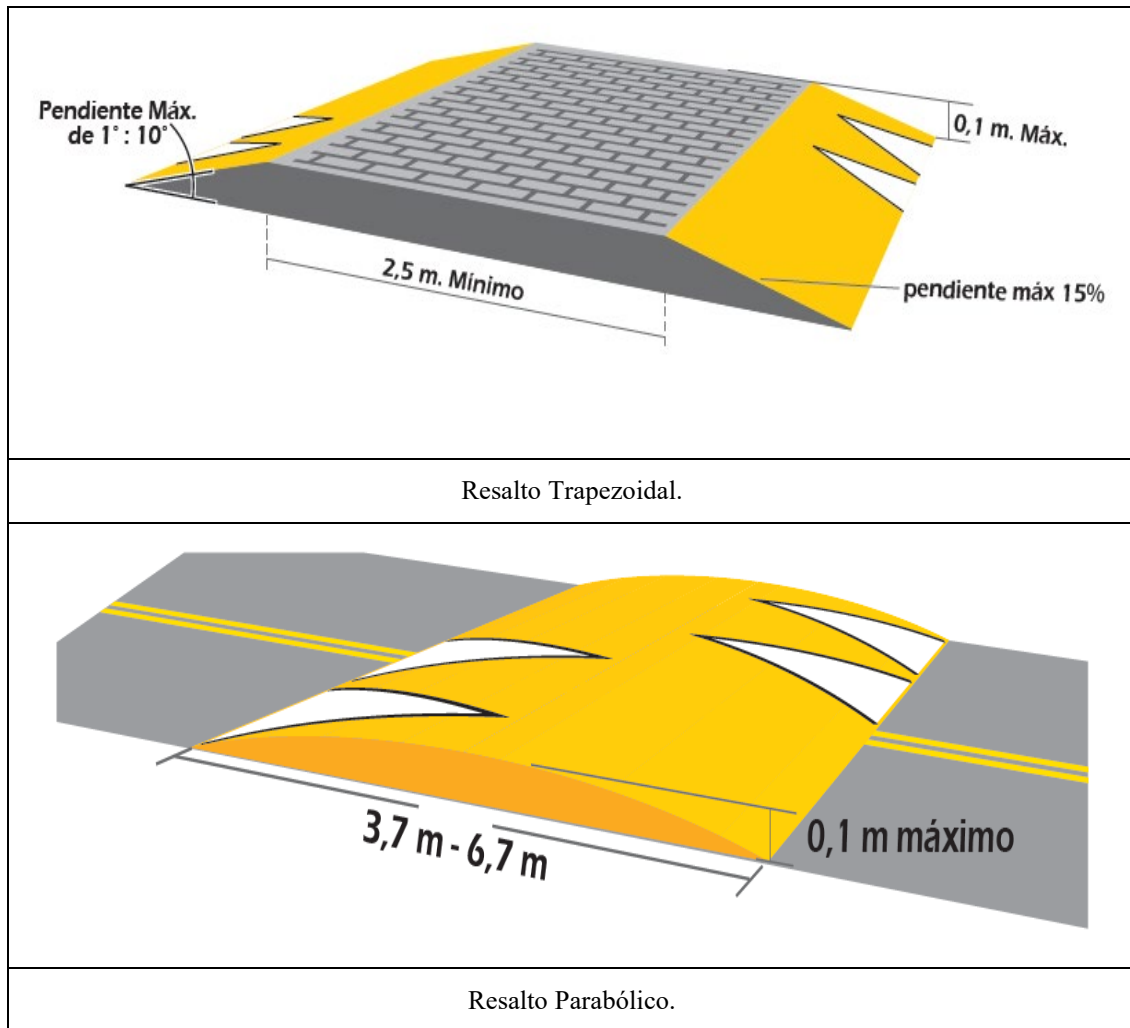 Pendiente Máx.
de 1° : 10°
0,1 m. Máx.
2,5 m. Mínimo
pendiente máx 15%
Resalto Trapezoidal.
3,7 m - 6,7 m
0,1 m máximo
Resalto Parabólico.